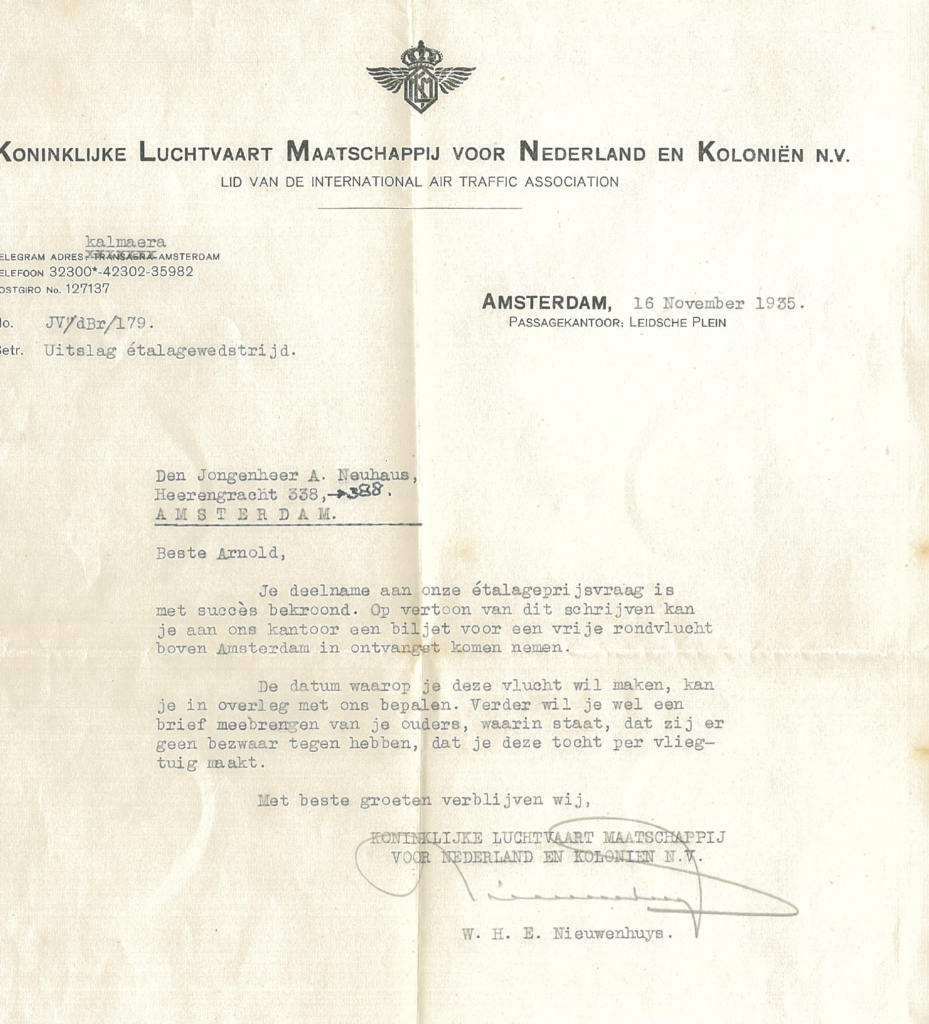 KLM
KONINKLIJKE LUCHTVAART MAATSCHAPPIJ VOOR NEDERLAND EN KOLONIËN N.V.
LID VAN DE INTERNATIONAL AIR TRAFFIC ASSOCIATION
kalmaera
ELEGRAM ADRES: TRANSAERA-AMSTERDAM
ELEFOON 32300*-42302-35982
OSTGIRO No. 127137
AMSTERDAM, 16 November 1935.
PASSAGEKANTOOR: LEIDSCHE PLEIN
o. JV/dBr/179.
etr. Uitslag étalagewedstrijd.
Den Jongenheer A. Neuhaus,
Heerengracht 338,→388.
AMSTERDAM.
Beste Arnold,
Je deelname aan onze étalageprijsvraag is
met succès bekroond. Op vertoon van dit schrijven kan
je aan ons kantoor een biljet voor een vrije rondvlucht
boven Amsterdam in ontvangst komen nemen.
De datum waarop je deze vlucht wil maken, kan
je in overleg met ons bepalen. Verder wil je wel een
brief meebrengen van je ouders, waarin staat, dat zij er
geen bezwaar tegen hebben, dat je deze tocht per vlieg-
tuig maakt.
Met beste groeten verblijven wij,
KONINKLIJKE LUCHTVAART MAATSCHAPPIJ
VOOR NEDERLAND EN KOLONIEN N.V.
W. H. E. Nieuwenhuys.